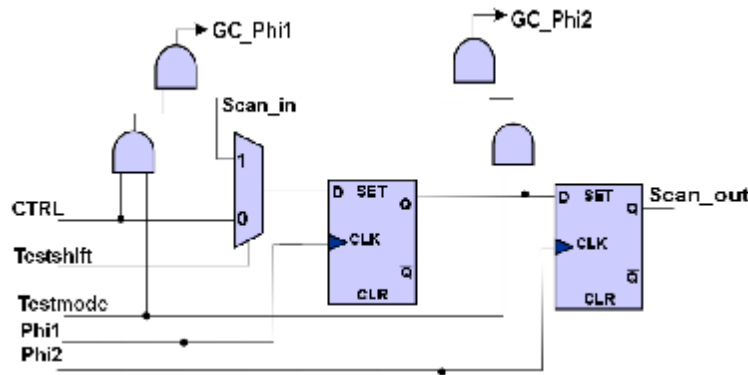 GC_Phi1
GC_Phi2
Scan_in
1
D SET Q
D SET Q
Scan_out
CTRL
0
CLK
CLK
Testshift
Q
Q
CLR
CLR
Testmode
Phi1
Phi2